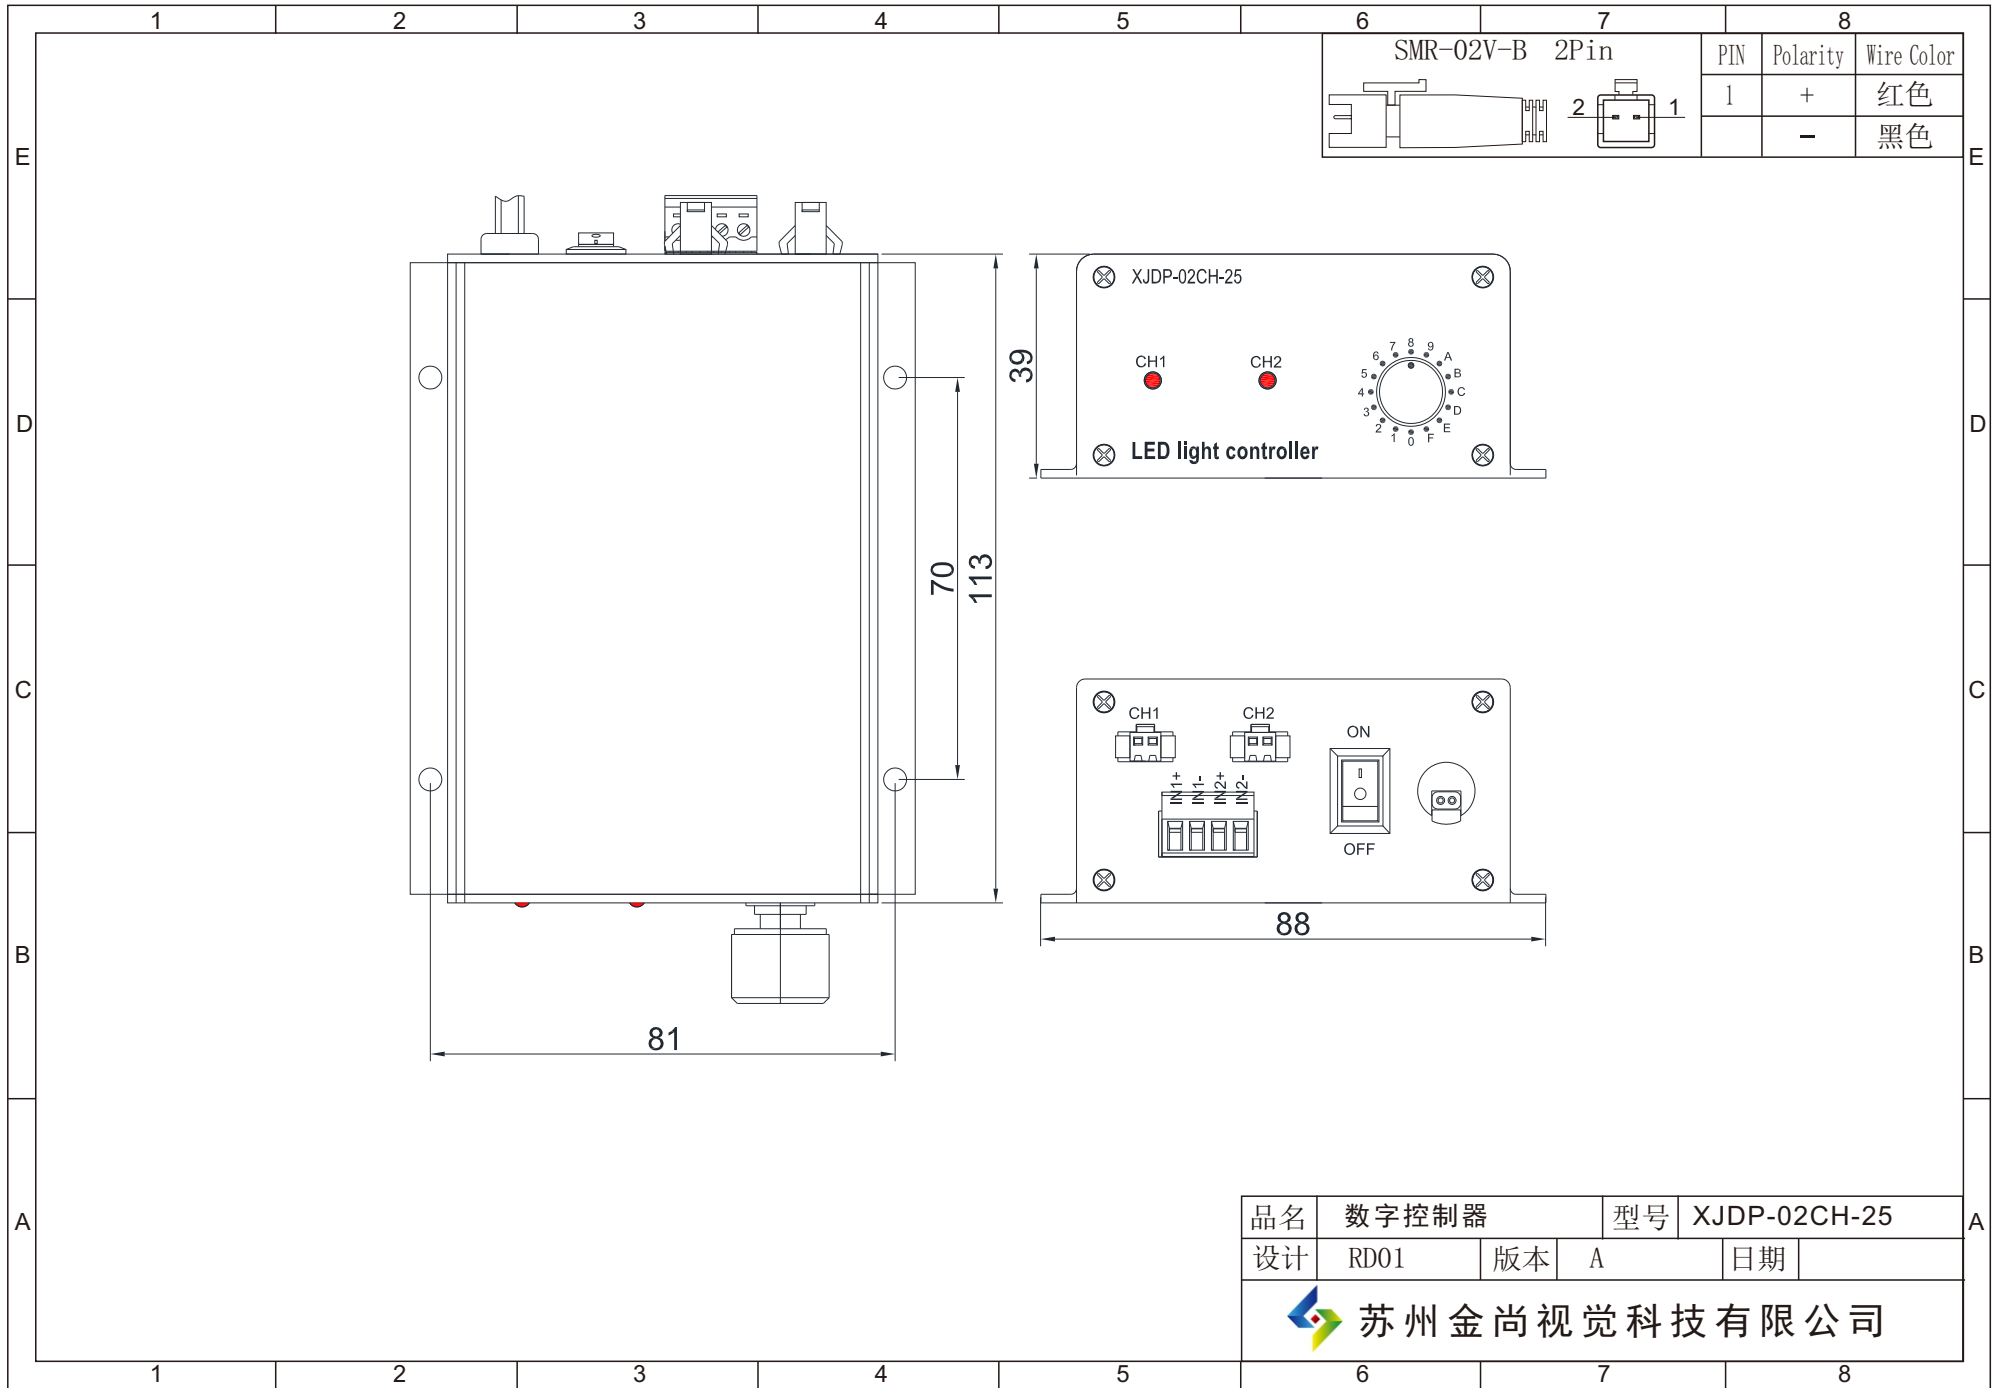 1 2 3 4 5 6 7 8
SMR-02V-B 2Pin
PIN Polarity Wire Color
1 + 红色
− 黑色
2 1
E E
XJDP-02CH-25
CH1 CH2
0 1 2 3 4 5 6 7 8 9 A B C D E F
LED light controller
39
D D
70
113
C C
CH1 CH2
ON
IN1+ IN1- IN2+ IN2-
OFF
88
B B
81
A A
品名 数字控制器 型号 XJDP-02CH-25
设计 RD01 版本 A 日期
苏州金尚视觉科技有限公司
1 2 3 4 5 6 7 8